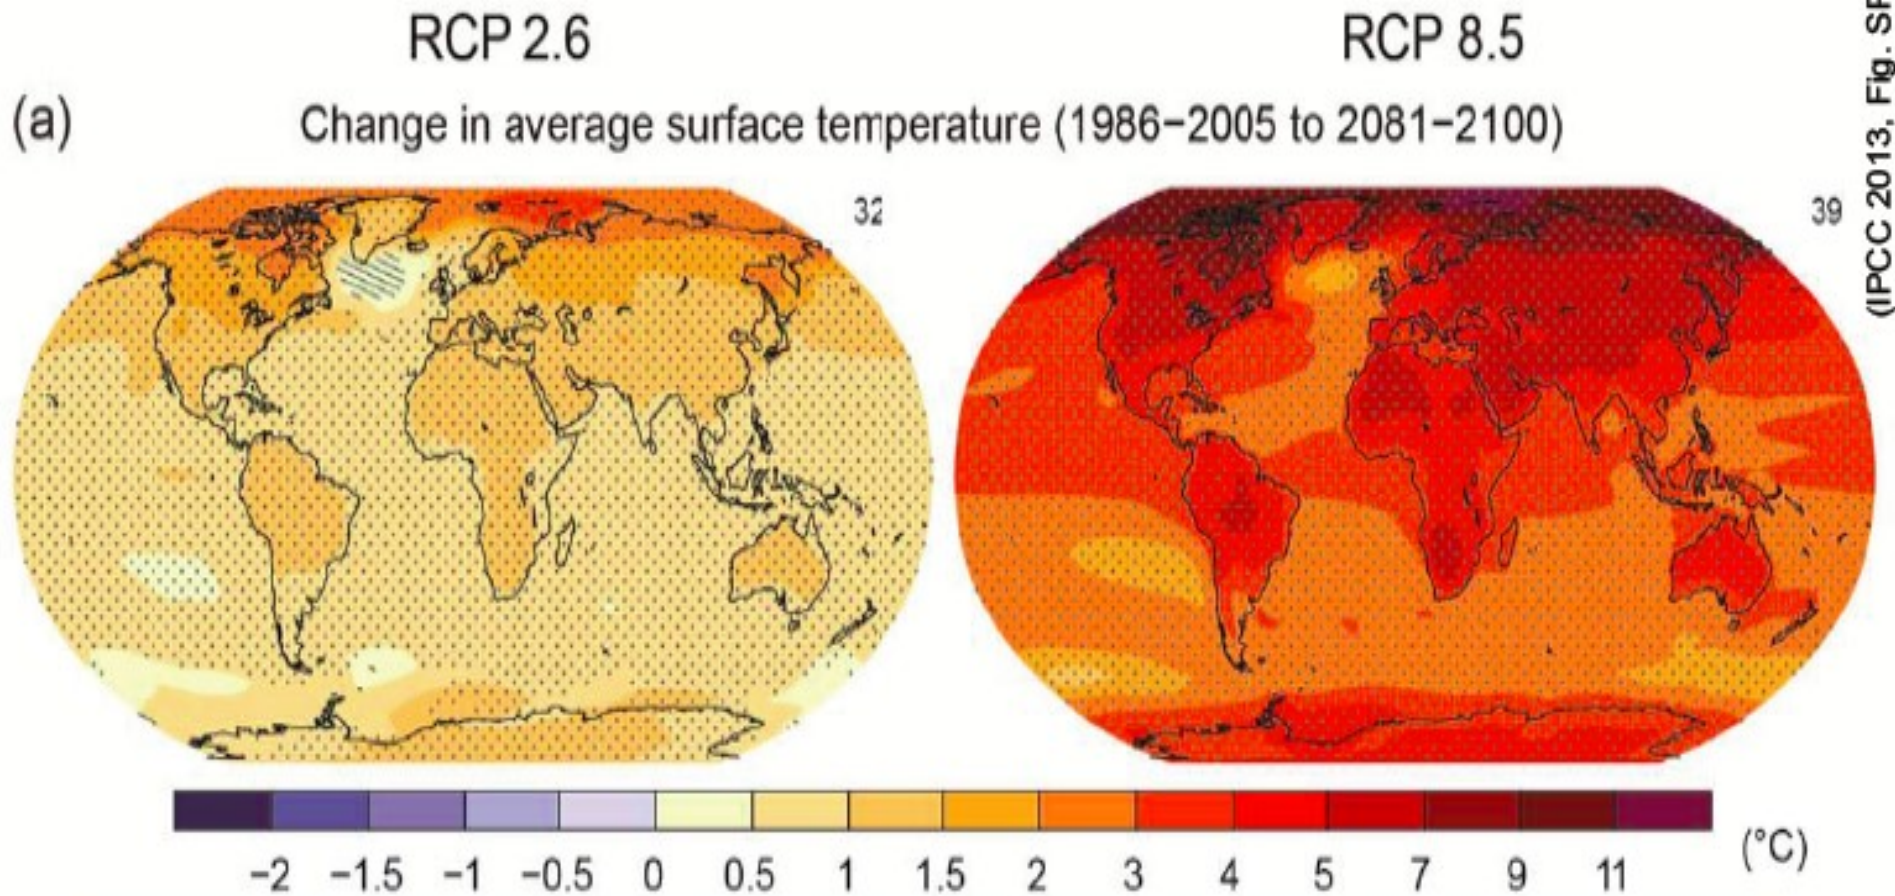 RCP 2.6
RCP 8.5
(a)
Change in average surface temperature (1986−2005 to 2081−2100)
32
39
(IPCC 2013, Fig.
−2 −1.5 −1 −0.5 0 0.5 1 1.5 2 3 4 5 7 9 11
(°C)